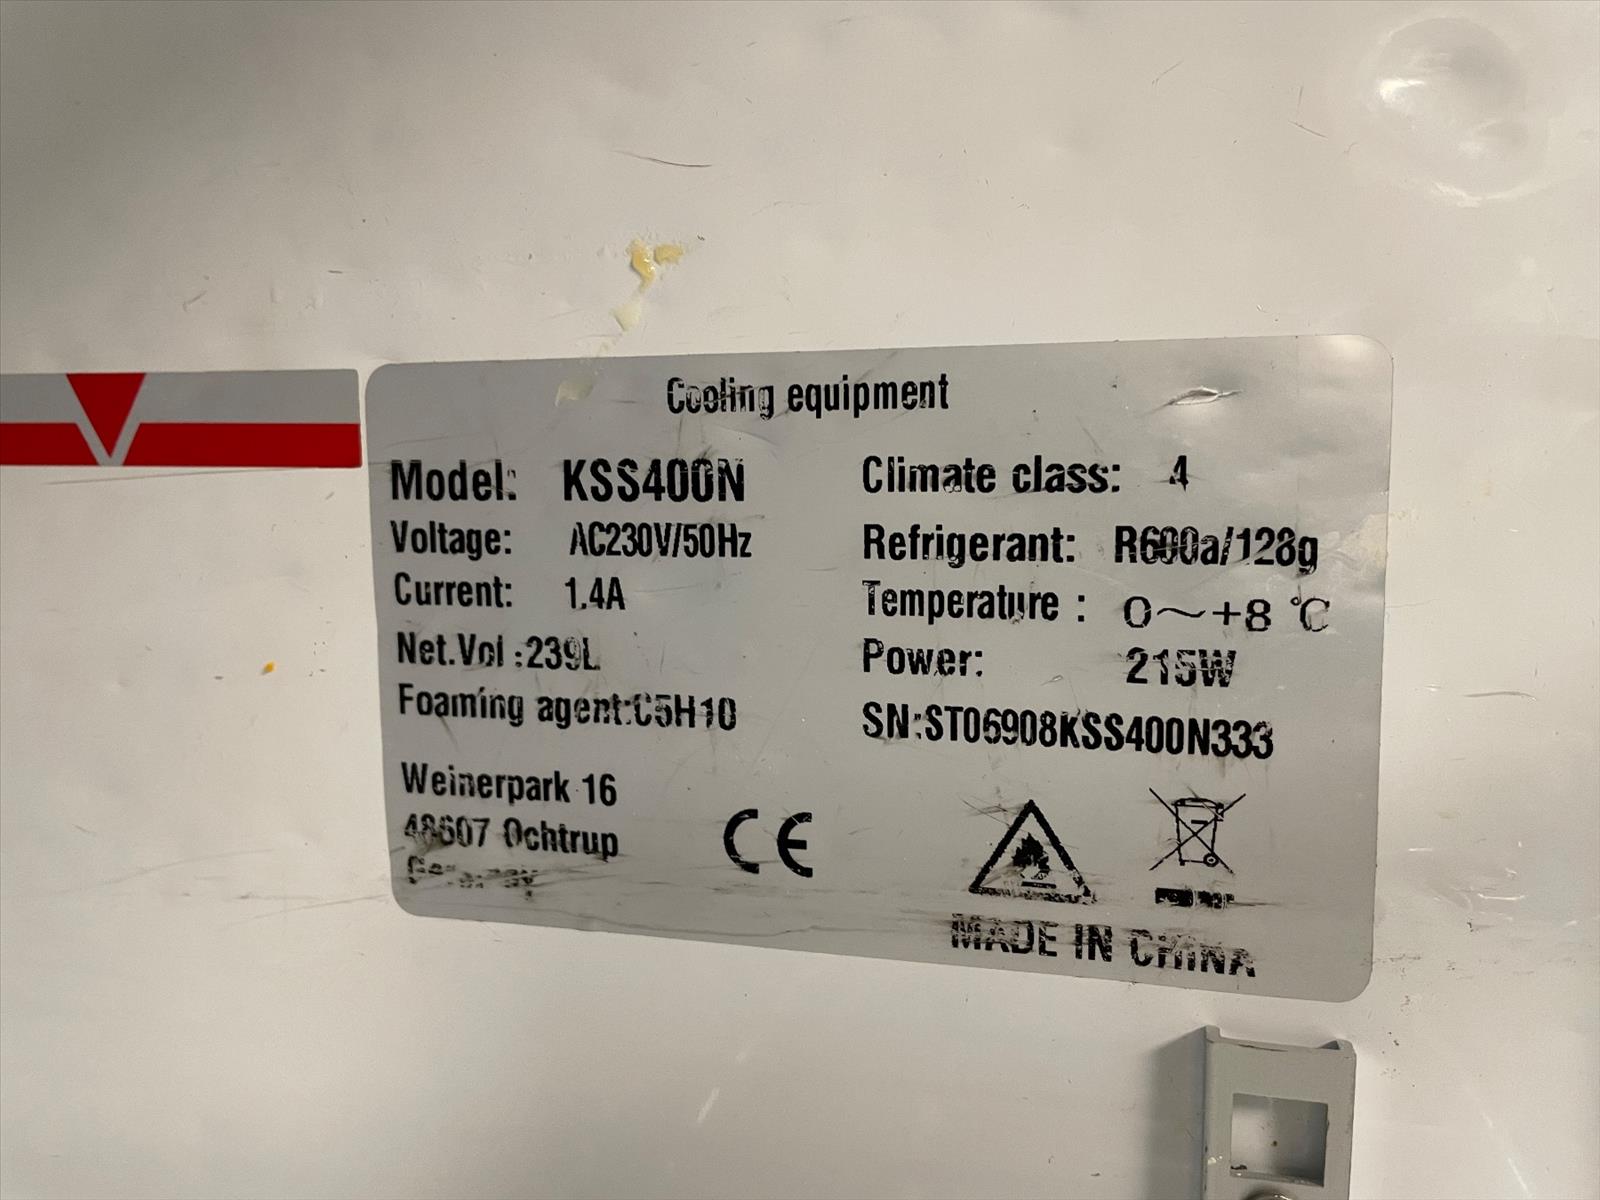 Cooling equipment
Model: KSS400N
Voltage: AC230V/50Hz
Current: 1.4A
Net.Vol :239L
Foaming agent:C5H10
Climate class: 4
Refrigerant: R600a/128g
Temperature : 0～+8 ℃
Power: 215W
SN:ST06908KSS400N333
Weinerpark 16
48607 Ochtrup
Germany
CE
MADE IN CHINA